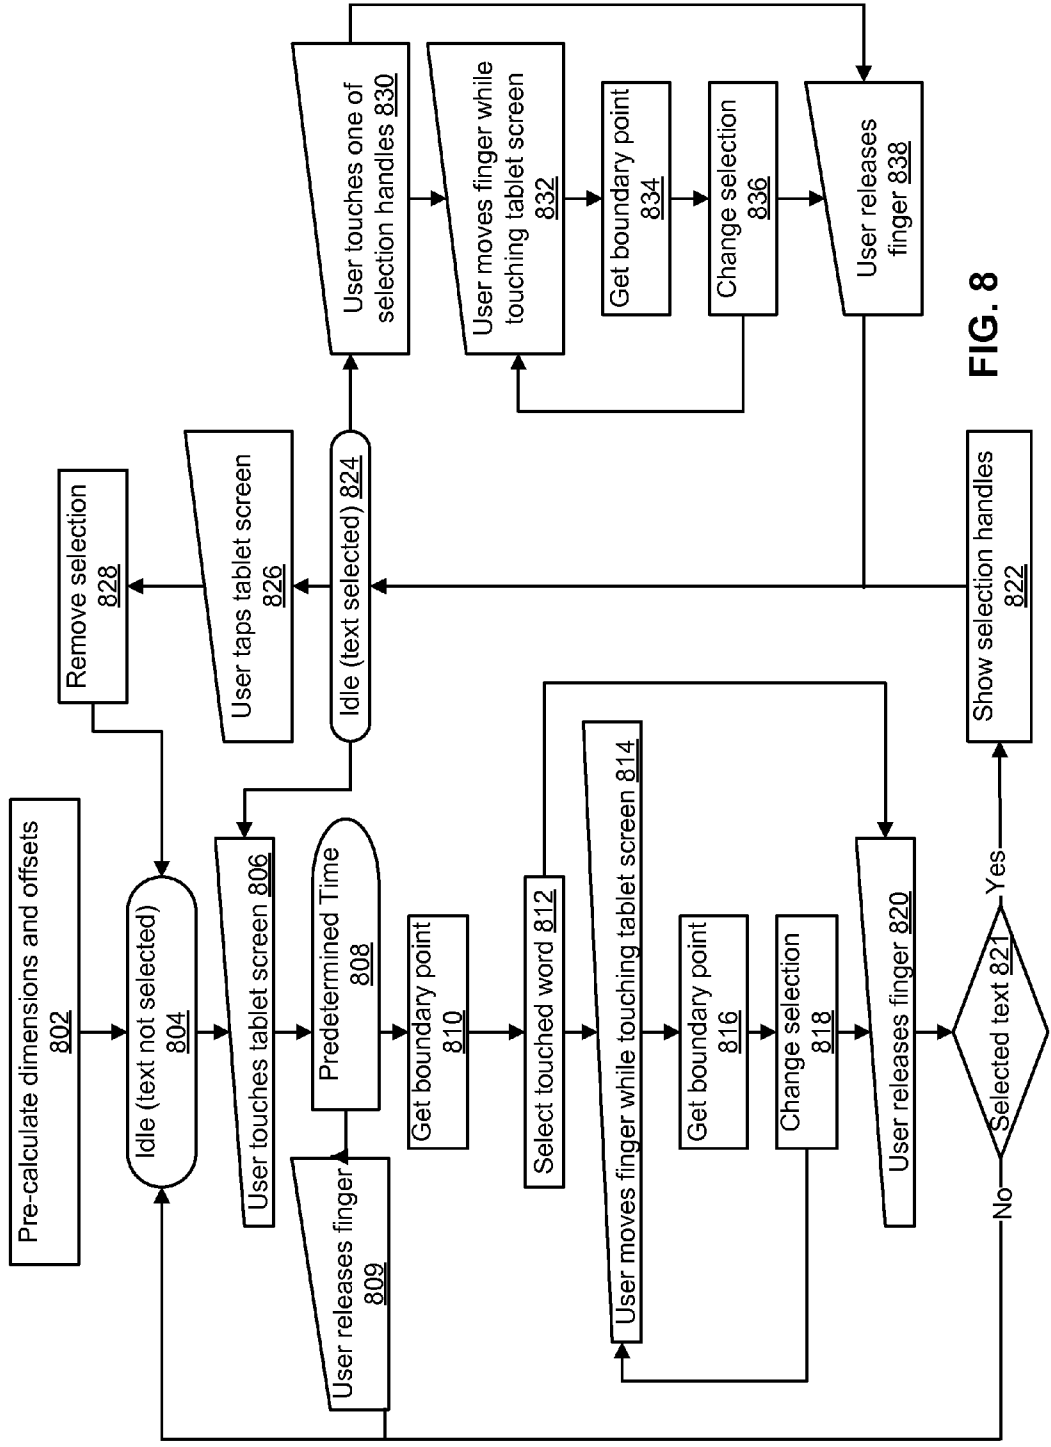 Pre-calculate dimensions and offsets
802
Idle (text not selected)
804
User touches tablet screen 806
Predetermined Time
808
User releases finger
809
Get boundary point
810
Select touched word 812
User moves finger while touching tablet screen 814
Get boundary point
816
Change selection
818
User releases finger 820
Selected text 821
No
Yes
Show selection handles
822
Idle (text selected) 824
User taps tablet screen
826
Remove selection
828
User touches one of
selection handles 830
User moves finger while
touching tablet screen
832
Get boundary point
834
Change selection
836
User releases
finger 838
FIG. 8